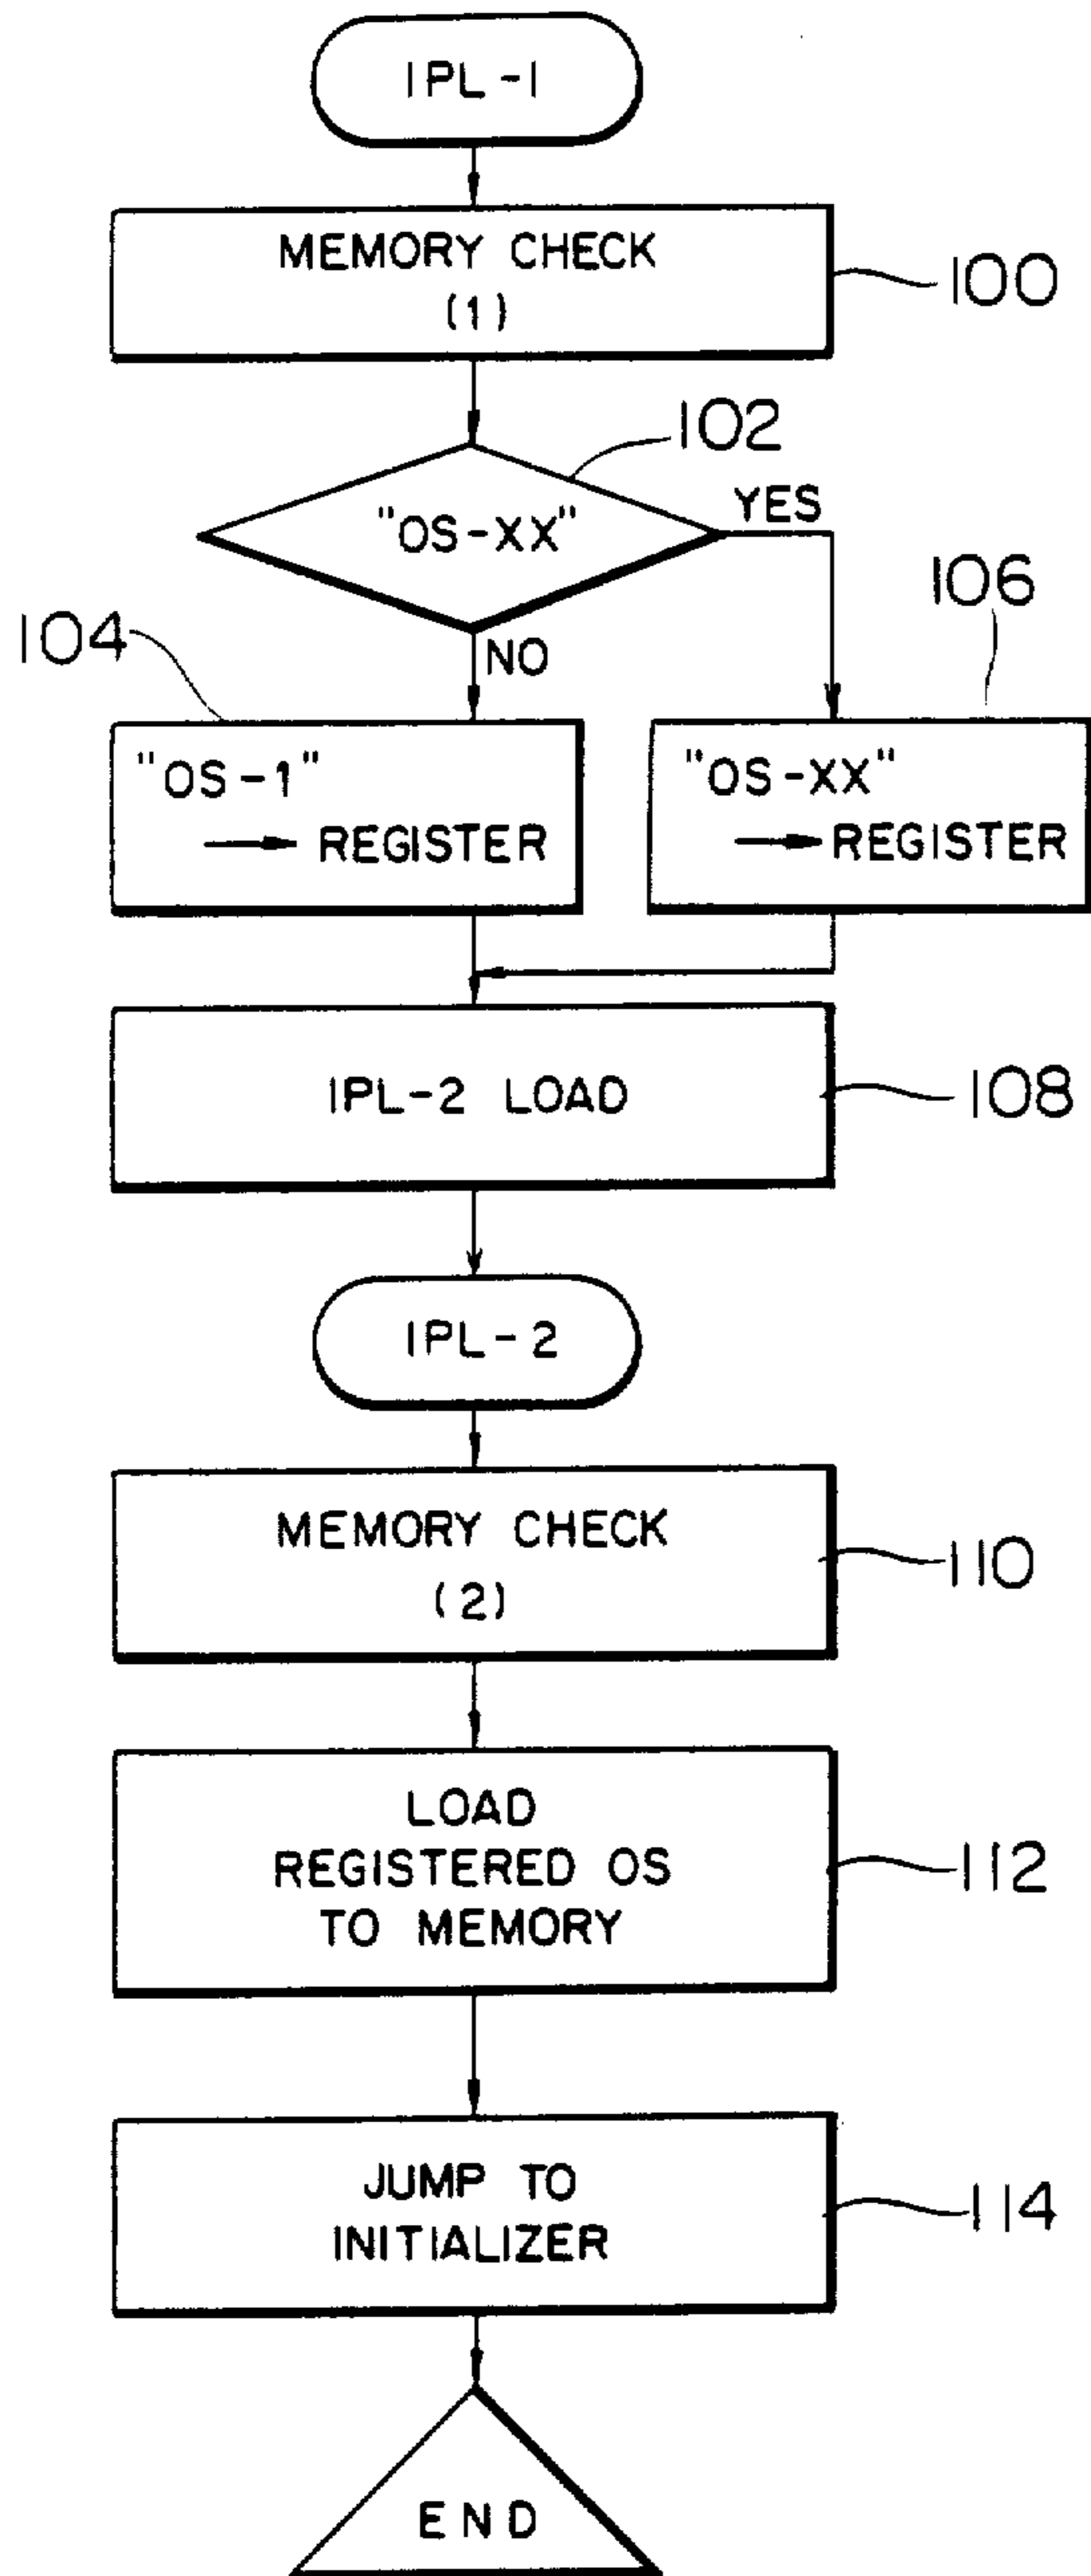 IPL-1
MEMORY CHECK
(1)
100
102
"OS-XX"
YES
106
104
NO
"OS-1"
→ REGISTER
"OS-XX"
→ REGISTER
IPL-2 LOAD
108
IPL-2
MEMORY CHECK
(2)
110
LOAD
REGISTERED OS
TO MEMORY
112
JUMP TO
INITIALIZER
114
END